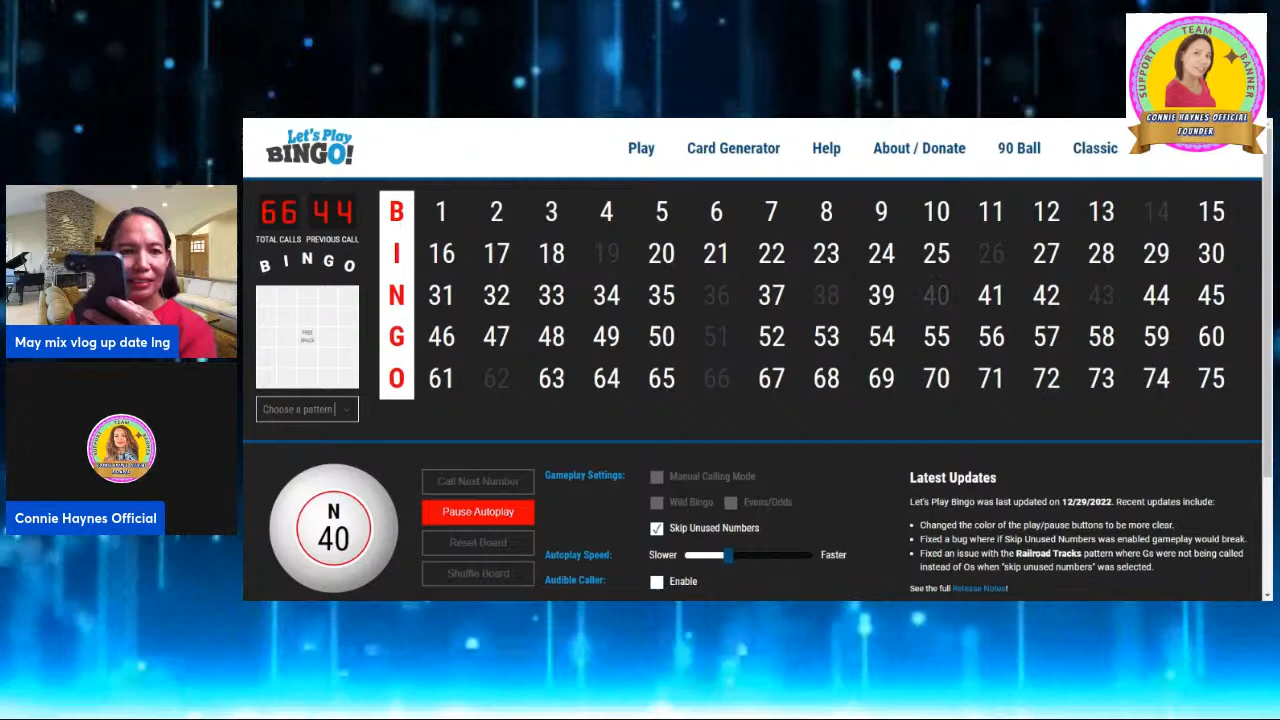 SUPPORT TEAM BANNER
CONNIE HAYNES OFFICIAL
FOUNDER
Let's Play
BINGO!
Play Card Generator Help About / Donate 90 Ball Classic
66 44
TOTAL CALLS PREVIOUS CALL
BINGO
FREE
SPACE
Choose a pattern
B 1 2 3 4 5 6 7 8 9 10 11 12 13 14 15
I 16 17 18 19 20 21 22 23 24 25 26 27 28 29 30
N 31 32 33 34 35 36 37 38 39 40 41 42 43 44 45
G 46 47 48 49 50 51 52 53 54 55 56 57 58 59 60
O 61 62 63 64 65 66 67 68 69 70 71 72 73 74 75
May mix vlog up date lng
SUPPORT TEAM BANNER
Connie Haynes Official
N
40
Call Next Number
Pause Autoplay
Reset Board
Shuffle Board
Gameplay Settings:
Manual Calling Mode
Wild Bingo Evens/Odds
Skip Unused Numbers
Autoplay Speed: Slower Faster
Audible Caller: Enable
Latest Updates
Let's Play Bingo was last updated on 12/29/2022. Recent updates include:
• Changed the color of the play/pause buttons to be more clear.
• Fixed a bug where if Skip Unused Numbers was enabled gameplay would break.
• Fixed an issue with the Railroad Tracks pattern where Gs were not being called
instead of Os when "skip unused numbers" was selected.
See the full Release Notes!